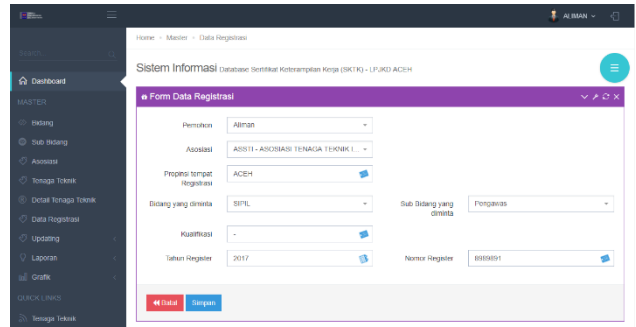 ALIMAN
Home > Master > Data Registrasi
Search...
Sistem Informasi Database Sertifikat Keterampilan Kerja (SKTK) - LPJKD ACEH
Dashboard
MASTER
Bidang
Sub Bidang
Asosiasi
Tenaga Teknik
Detail Tenaga Teknik
Data Registrasi
Updating
Laporan
Grafik
QUICK LINKS
Tenaga Teknik
Form Data Registrasi
Pemohon Aliman
Asosiasi ASSTI - ASOSIASI TENAGA TEKNIK I...
Propinsi tempat Registrasi ACEH
Bidang yang diminta SIPIL
Sub Bidang yang diminta Pengawas
Kualifikasi -
Tahun Register 2017
Nomor Register 8989891
Batal Simpan